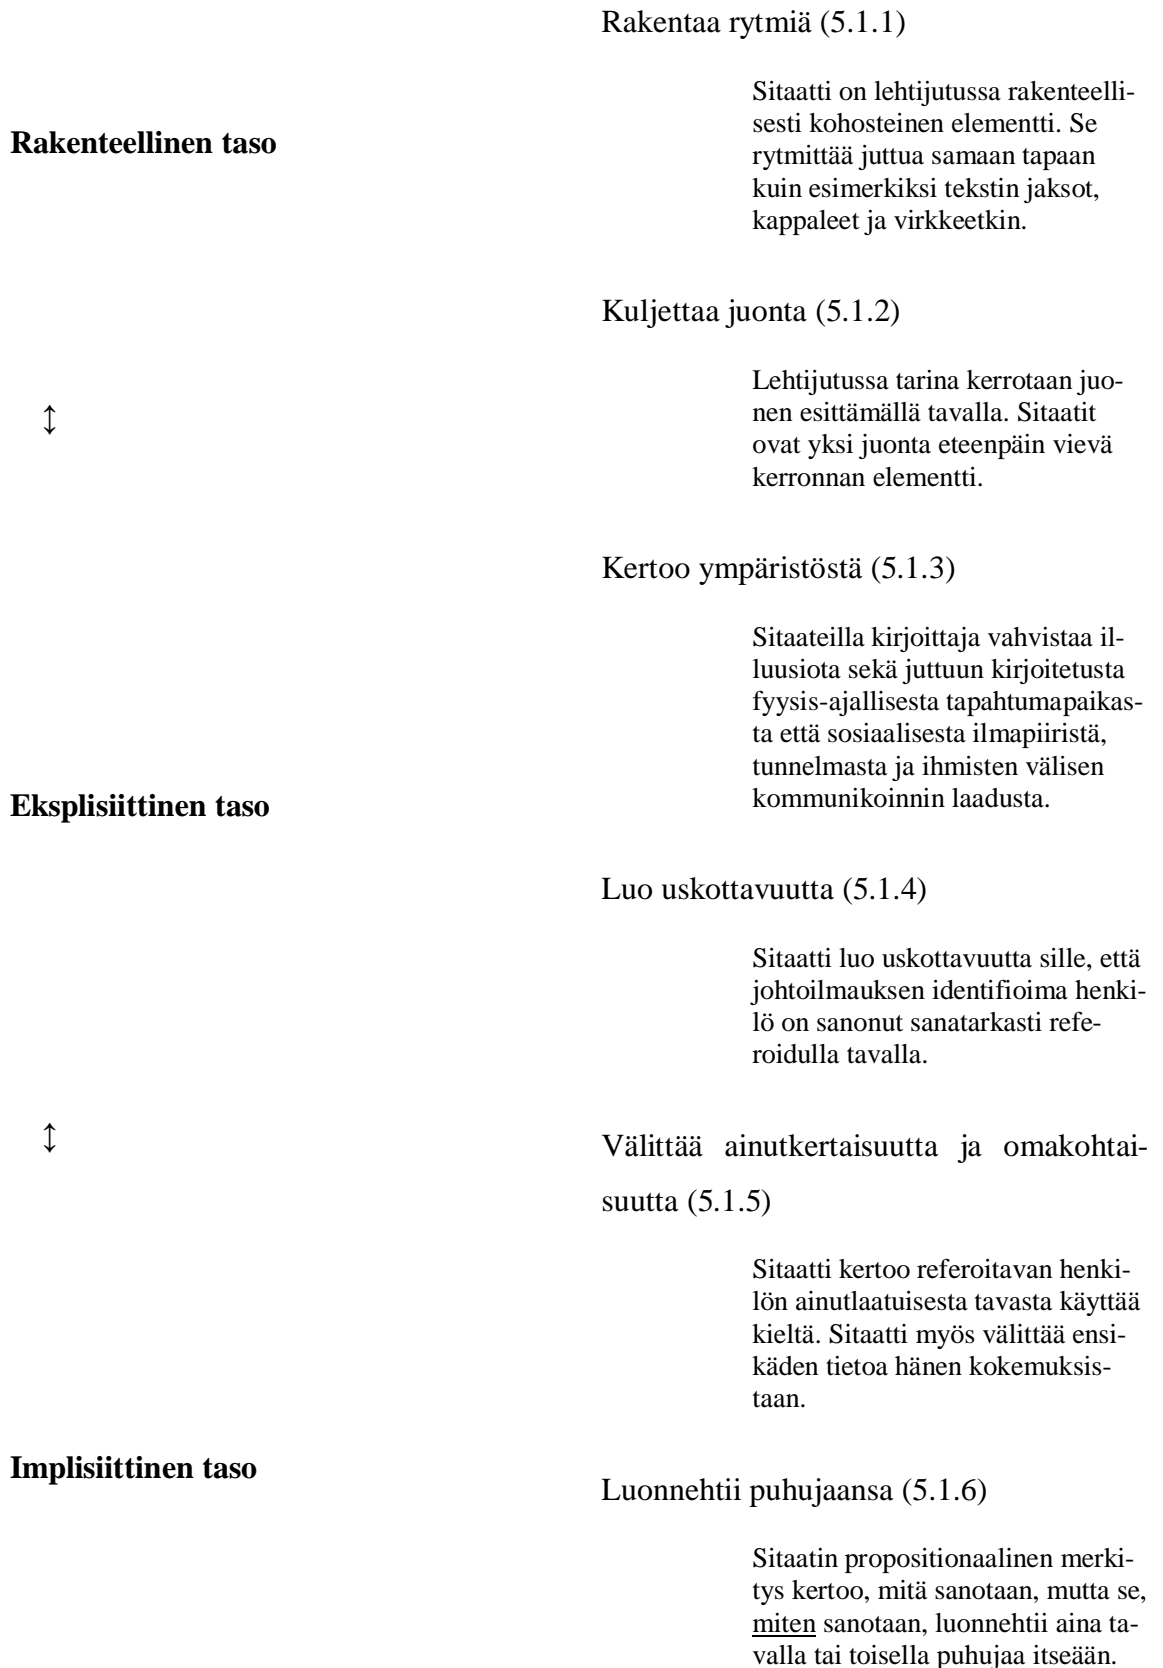 Rakentaa rytmiä (5.1.1)
Sitaatti on lehtijutussa rakenteelli-
Rakenteellinen taso
sesti kohosteinen elementti. Se
rytmittää juttua samaan tapaan
kuin esimerkiksi tekstin jaksot,
kappaleet ja virkkeetkin.
Kuljettaa juonta (5.1.2)
Lehtijutussa tarina kerrotaan juo-
nen esittämällä tavalla. Sitaatit
↕
ovat yksi juonta eteenpäin vievä
kerronnan elementti.
Kertoo ympäristöstä (5.1.3)
Sitaateilla kirjoittaja vahvistaa il-
luusiota sekä juttuun kirjoitetusta
fyysis-ajallisesta tapahtumapaikas-
ta että sosiaalisesta ilmapiiristä,
tunnelmasta ja ihmisten välisen
kommunikoinnin laadusta.
Eksplisiittinen taso
Luo uskottavuutta (5.1.4)
Sitaatti luo uskottavuutta sille, että
johtoilmauksen identifioima henki-
lö on sanonut sanatarkasti refe-
roidulla tavalla.
↕
Välittää ainutkertaisuutta ja omakohtai-
suutta (5.1.5)
Sitaatti kertoo referoitavan henki-
lön ainutlaatuisesta tavasta käyttää
kieltä. Sitaatti myös välittää ensi-
käden tietoa hänen kokemuksis-
taan.
Implisiittinen taso
Luonnehtii puhujaansa (5.1.6)
Sitaatin propositionaalinen merki-
tys kertoo, mitä sanotaan, mutta se,
miten sanotaan, luonnehtii aina ta-
valla tai toisella puhujaa itseään.